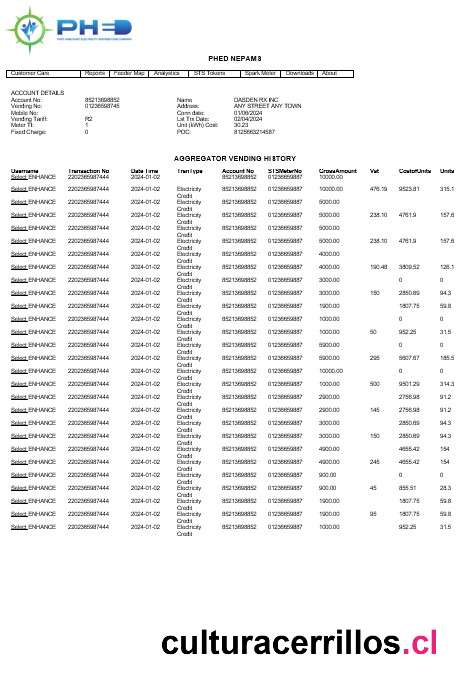 PHED
PHED NEPAMS
Customer Care Reports Feeder Map Analystics STS Tokens Spark Meter Downloads About
ACCOUNT DETAILS
Account No: 85213698852 Name DASDEN RX INC
Vending No: 01236598745 Address: ANY STREET ANY TOWN
Mobile No: Conn date: 01/06/2024
Vending Tariff: R2 Lst Trx Date: 02/04/2024
Meter Tt: 1 Unit (kWh) Cost: 30.23
Fixed Charge: 0 POC: 8125663214587
AGGREGATOR VENDING HISTORY
Username Transaction No Date Time TranType Account No STSMeterNo GrossAmount Vat CostofUnits Units
Select ENHANCE 2202365987444 2024-01-02 85213698852 01236659887 10000.00
Select ENHANCE 2202365987444 2024-01-02 Electricity Credit 85213698852 01236659887 10000.00 476.19 9523.81 315.1
Select ENHANCE 2202365987444 2024-01-02 Electricity Credit 85213698852 01236659887 5000.00
Select ENHANCE 2202365987444 2024-01-02 Electricity Credit 85213698852 01236659887 5000.00 238.10 4761.9 157.6
Select ENHANCE 2202365987444 2024-01-02 Electricity Credit 85213698852 01236659887 5000.00
Select ENHANCE 2202365987444 2024-01-02 Electricity Credit 85213698852 01236659887 5000.00 238.10 4761.9 157.6
Select ENHANCE 2202365987444 2024-01-02 Electricity Credit 85213698852 01236659887 4000.00
Select ENHANCE 2202365987444 2024-01-02 Electricity Credit 85213698852 01236659887 4000.00 190.48 3809.52 126.1
Select ENHANCE 2202365987444 2024-01-02 Electricity Credit 85213698852 01236659887 3000.00 0 0
Select ENHANCE 2202365987444 2024-01-02 Electricity Credit 85213698852 01236659887 3000.00 150 2850.69 94.3
Select ENHANCE 2202365987444 2024-01-02 Electricity Credit 85213698852 01236659887 1900.00 1807.75 59.8
Select ENHANCE 2202365987444 2024-01-02 Electricity Credit 85213698852 01236659887 1000.00 0 0
Select ENHANCE 2202365987444 2024-01-02 Electricity Credit 85213698852 01236659887 1000.00 50 952.25 31.5
Select ENHANCE 2202365987444 2024-01-02 Electricity Credit 85213698852 01236659887 5900.00 0 0
Select ENHANCE 2202365987444 2024-01-02 Electricity Credit 85213698852 01236659887 5900.00 295 5607.67 185.5
Select ENHANCE 2202365987444 2024-01-02 Electricity Credit 85213698852 01236659887 10000.00 0 0
Select ENHANCE 2202365987444 2024-01-02 Electricity Credit 85213698852 01236659887 1000.00 500 9501.29 314.3
Select ENHANCE 2202365987444 2024-01-02 Electricity Credit 85213698852 01236659887 2900.00 2756.98 91.2
Select ENHANCE 2202365987444 2024-01-02 Electricity Credit 85213698852 01236659887 2900.00 145 2756.98 91.2
Select ENHANCE 2202365987444 2024-01-02 Electricity Credit 85213698852 01236659887 3000.00 2850.69 94.3
Select ENHANCE 2202365987444 2024-01-02 Electricity Credit 85213698852 01236659887 3000.00 150 2850.69 94.3
Select ENHANCE 2202365987444 2024-01-02 Electricity Credit 85213698852 01236659887 4900.00 4655.42 154
Select ENHANCE 2202365987444 2024-01-02 Electricity Credit 85213698852 01236659887 4900.00 245 4655.42 154
Select ENHANCE 2202365987444 2024-01-02 Electricity Credit 85213698852 01236659887 900.00 0 0
Select ENHANCE 2202365987444 2024-01-02 Electricity Credit 85213698852 01236659887 900.00 45 855.51 28.3
Select ENHANCE 2202365987444 2024-01-02 Electricity Credit 85213698852 01236659887 1900.00 1807.75 59.8
Select ENHANCE 2202365987444 2024-01-02 Electricity Credit 85213698852 01236659887 1900.00 95 1807.75 59.8
Select ENHANCE 2202365987444 2024-01-02 Electricity Credit 85213698852 01236659887 1000.00 952.25 31.5
culturacerrillos.cl